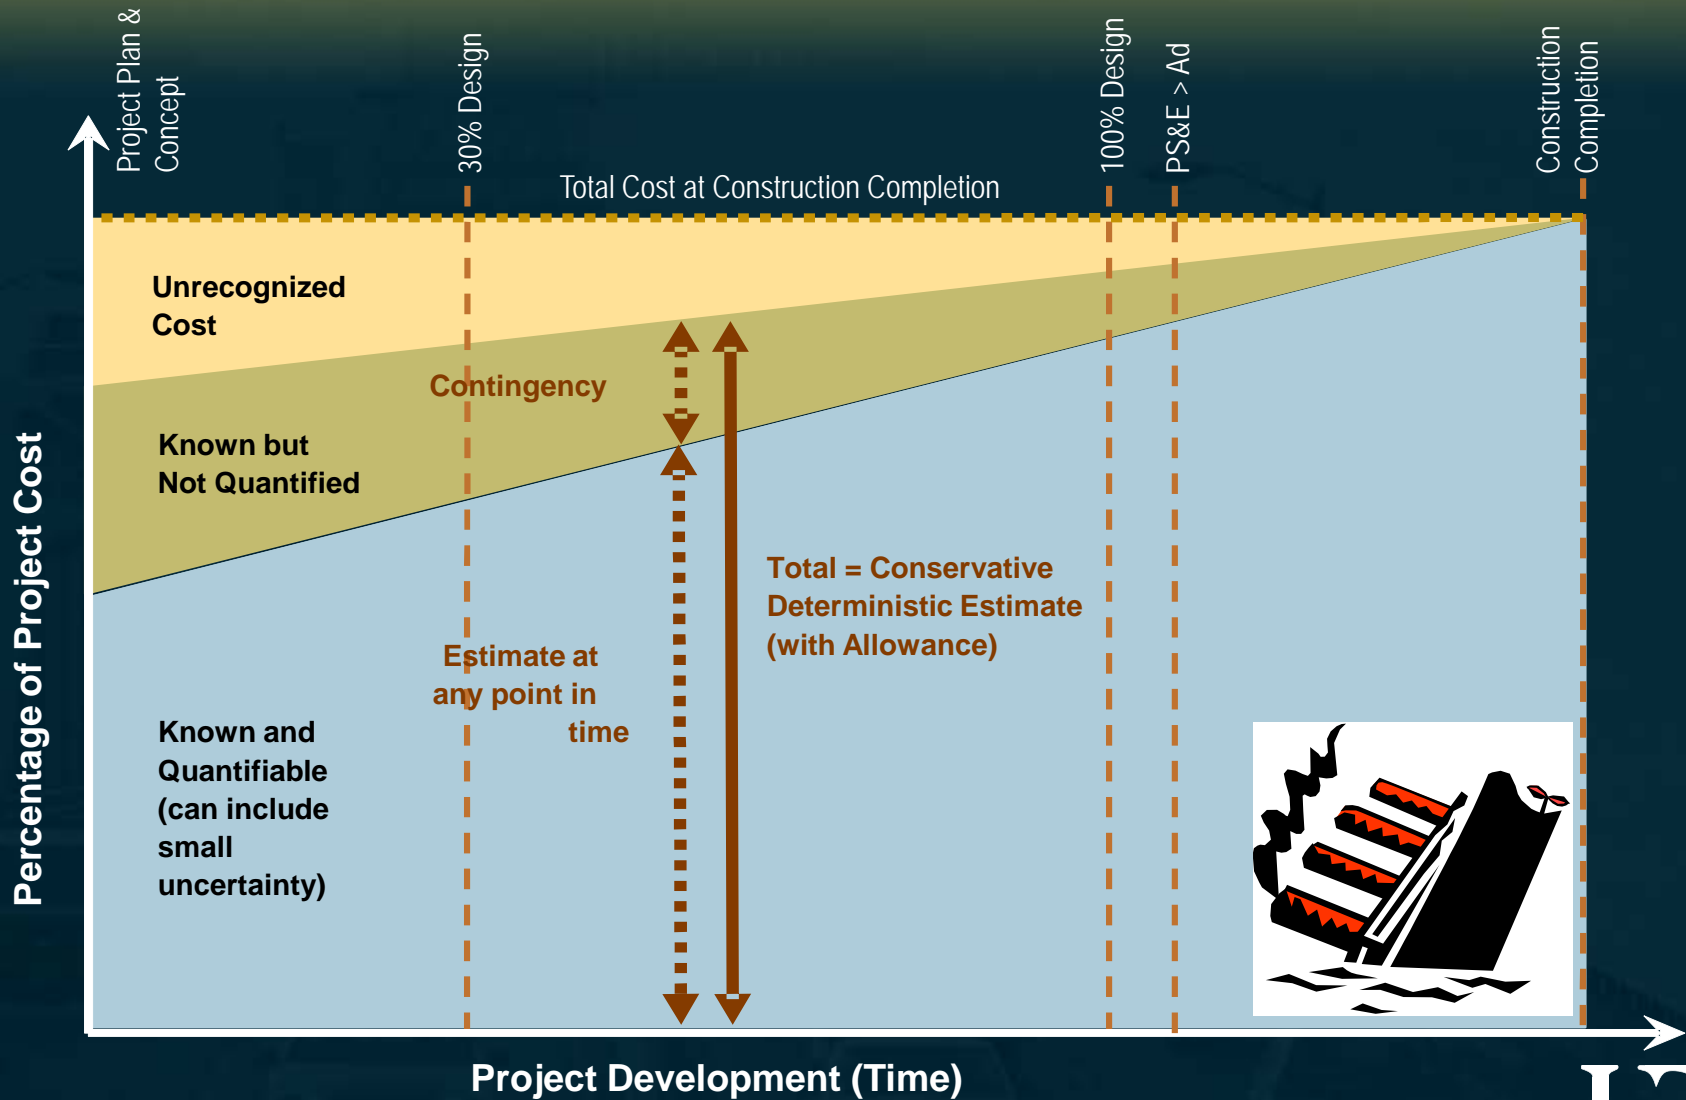 Project Plan &
Concept
30% Design
100% Design
PS&E > Ad
Construction
Completion
Total Cost at Construction Completion
Unrecognized
Cost
Contingency
Known but
Not Quantified
Total = Conservative
Deterministic Estimate
(with Allowance)
Estimate at
any point in
time
Known and
Quantifiable
(can include
small
uncertainty)
Percentage of Project Cost
Project Development (Time)